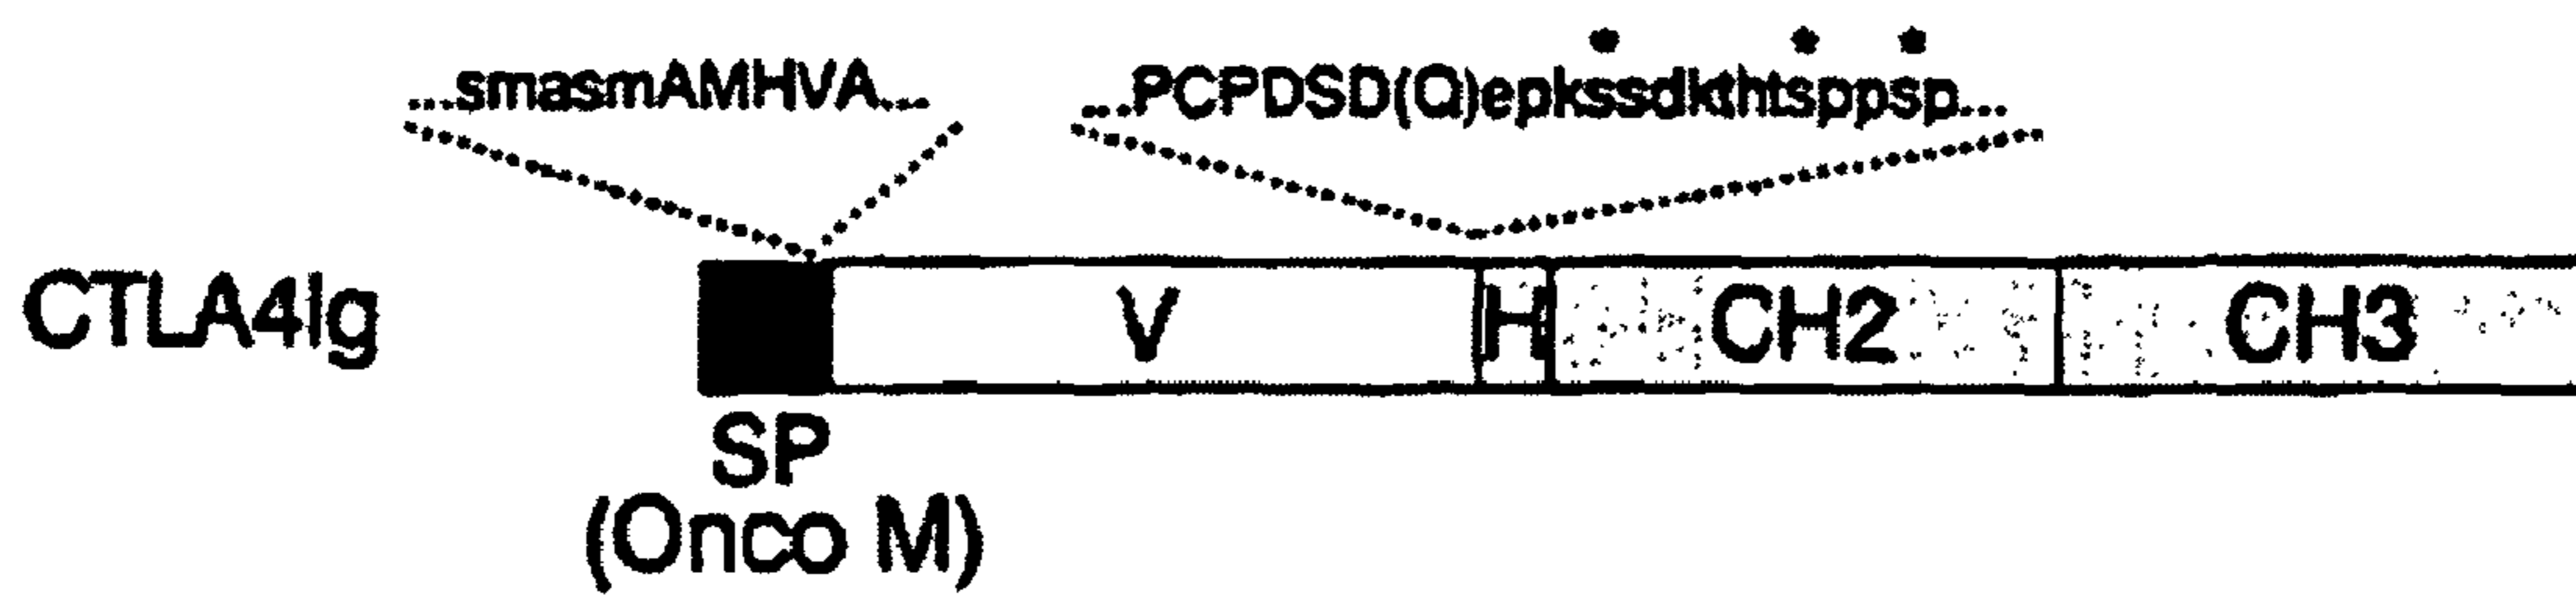 ...smasmAMHVA... ...PCPDSD(Q)epkssdkthtsppsp...
* * *
CTLA4Ig V H CH2 CH3
SP
(Onco M)